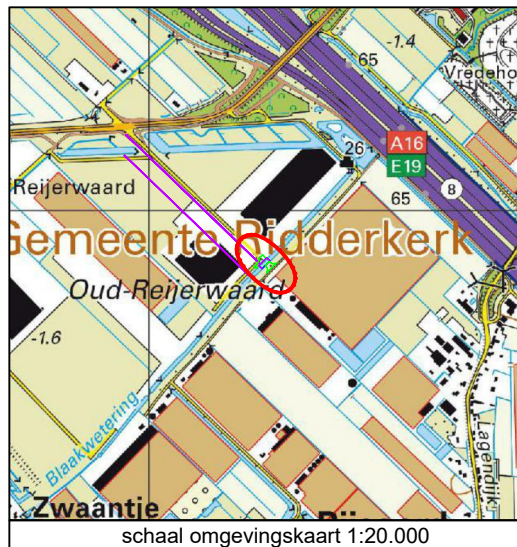 -1.4
65
Vredeho
A16
E19
26
65
8
Reijerwaard
Gemeente Ridderkerk
Oud-Reijerwaard
-1.6
Blaakwetering
Lagendijk
Zwaantje
schaal omgevingskaart 1:20.000